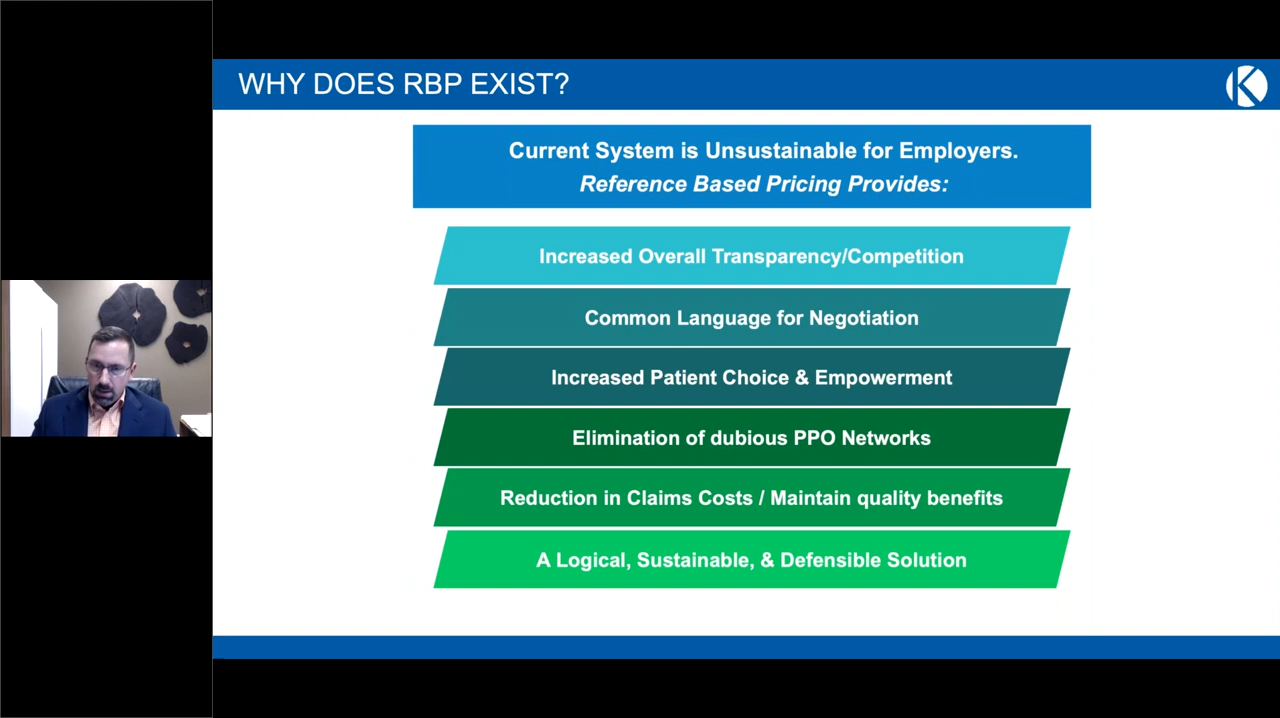 WHY DOES RBP EXIST?
K
Current System is Unsustainable for Employers.
Reference Based Pricing Provides:
Increased Overall Transparency/Competition
Common Language for Negotiation
Increased Patient Choice & Empowerment
Elimination of dubious PPO Networks
Reduction in Claims Costs / Maintain quality benefits
A Logical, Sustainable, & Defensible Solution